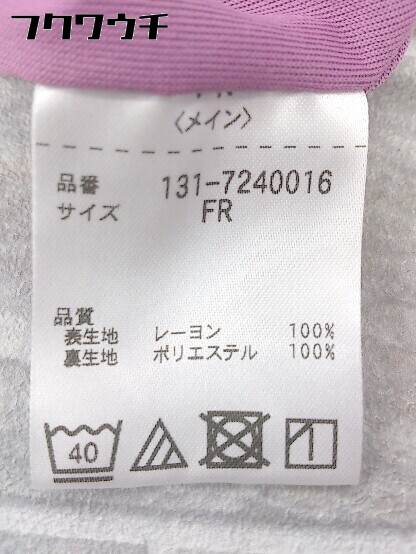 フクワウチ
〈メイン〉
品番 131-7240016
サイズ FR
品質
表生地 レーヨン 100%
裏生地 ポリエステル 100%
40